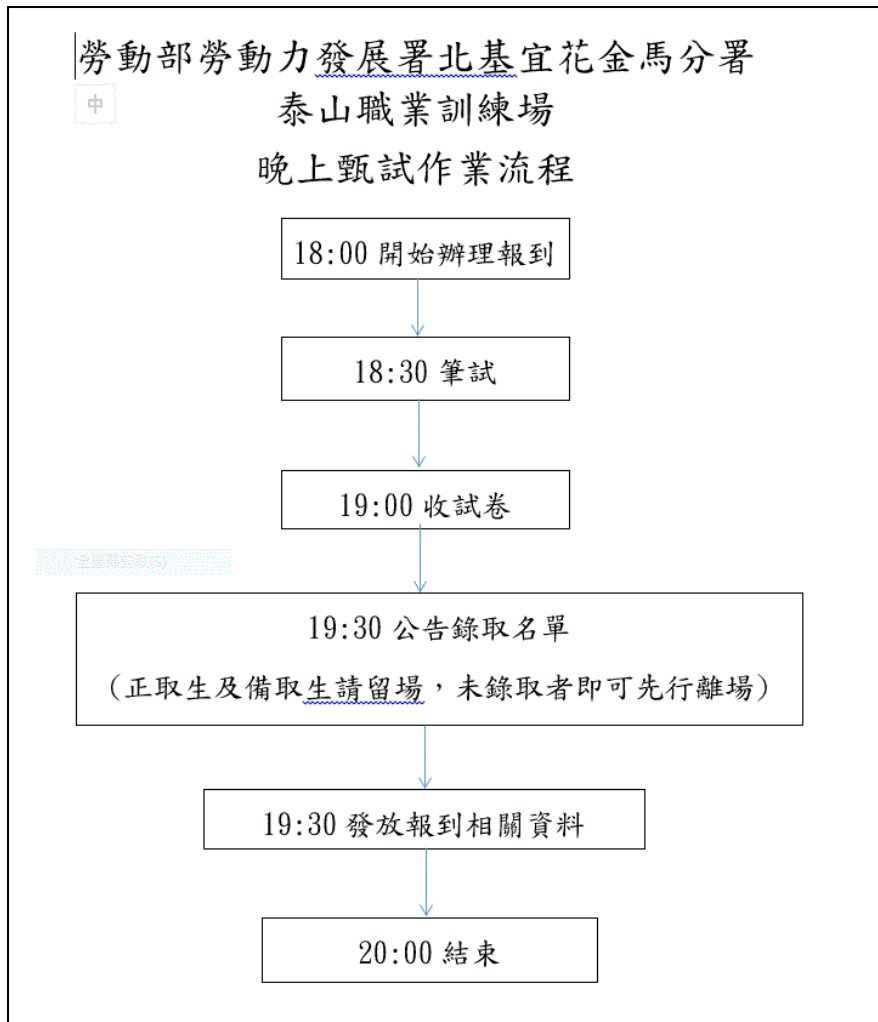 勞動部勞動力發展署北基宜花金馬分署
中
泰山職業訓練場
晚上甄試作業流程
18:00 開始辦理報到
18:30 筆試
19:00 收試卷
19:30 公告錄取名單
(正取生及備取生請留場，未錄取者即可先行離場)
19:30 發放報到相關資料
20:00 結束